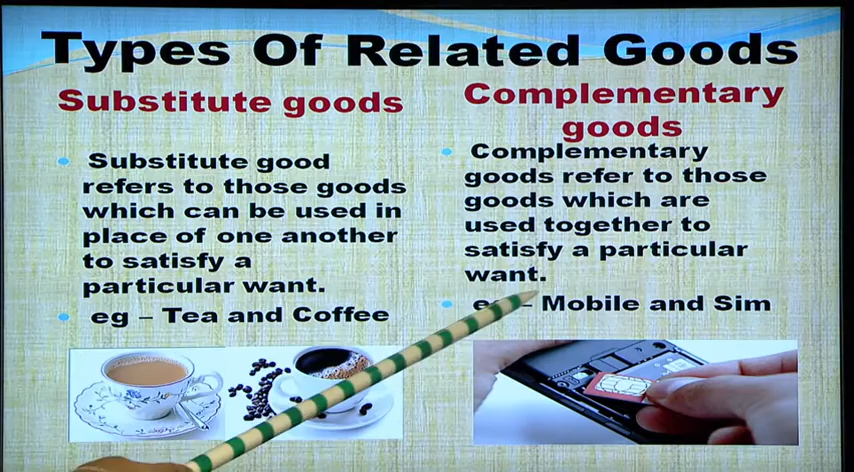 Types Of Related Goods
Substitute goods
Substitute good
refers to those goods
which can be used in
place of one another
to satisfy a
particular want.
eg – Tea and Coffee
Complementary
goods
Complementary
goods refer to those
goods which are
used together to
satisfy a particular
want.
– Mobile and Sim